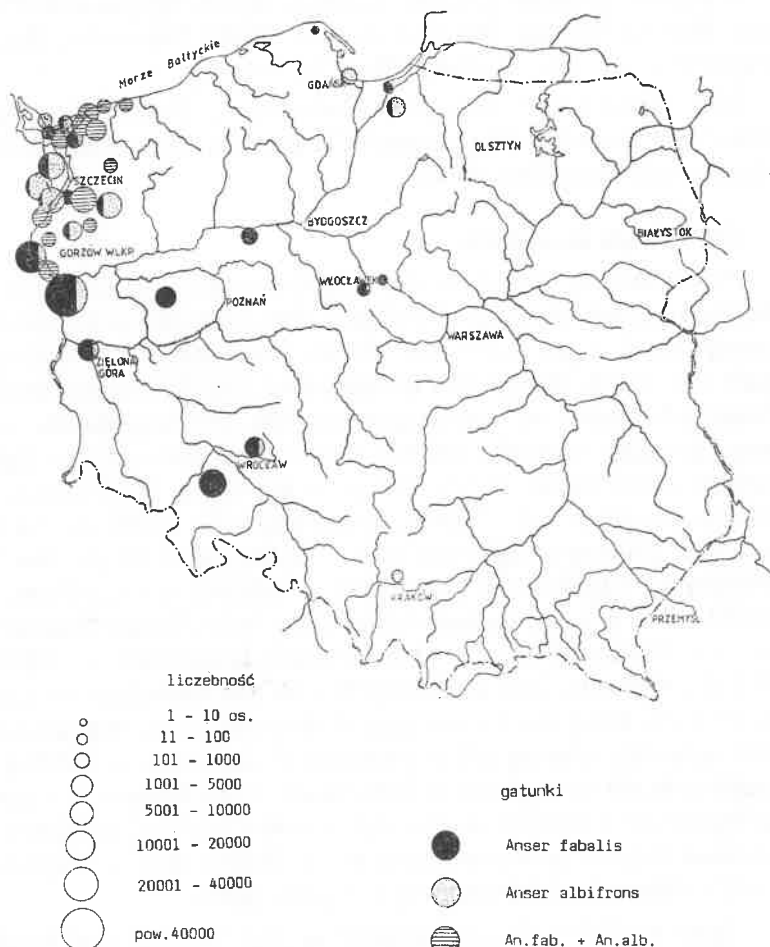 Morze Bałtyckie
GDA
OLSZTYN
SZCZECIN
BYDGOSZCZ
BIAŁYSTOK
GORZÓW WLKP.
WŁOCŁAWEK
POZNAŃ
WARSZAWA
ZIELONA
GÓRA
WROCŁAW
KRAKÓW
PRZEMYŚL
liczebność
1 - 10 os.
11 - 100
101 - 1000
1001 - 5000
5001 - 10000
10001 - 20000
20001 - 40000
pow.40000
gatunki
Anser fabalis
Anser albifrons
An.fab. + An.alb.